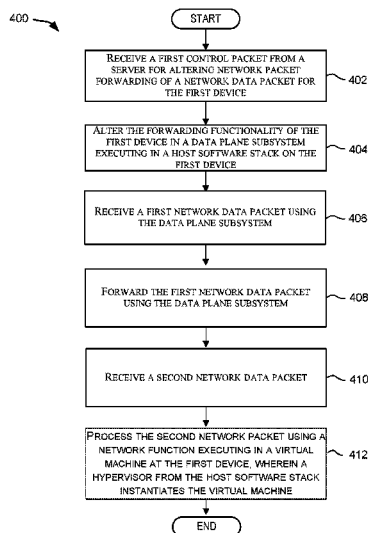 400
START
RECEIVE A FIRST CONTROL PACKET FROM A
SERVER FOR ALTERING NETWORK PACKET
FORWARDING OF A NETWORK DATA PACKET FOR
THE FIRST DEVICE
402
ALTER THE FORWARDING FUNCTIONALITY OF THE
FIRST DEVICE IN A DATA PLANE SUBSYSTEM
EXECUTING IN A HOST SOFTWARE STACK ON THE
FIRST DEVICE
404
RECEIVE A FIRST NETWORK DATA PACKET USING
THE DATA PLANE SUBSYSTEM
406
FORWARD THE FIRST NETWORK DATA PACKET
USING THE DATA PLANE SUBSYSTEM
408
RECEIVE A SECOND NETWORK DATA PACKET
410
PROCESS THE SECOND NETWORK PACKET USING A
NETWORK FUNCTION EXECUTING IN A VIRTUAL
MACHINE AT THE FIRST DEVICE, WHEREIN A
HYPERVISOR FROM THE HOST SOFTWARE STACK
INSTANTIATES THE VIRTUAL MACHINE
412
END